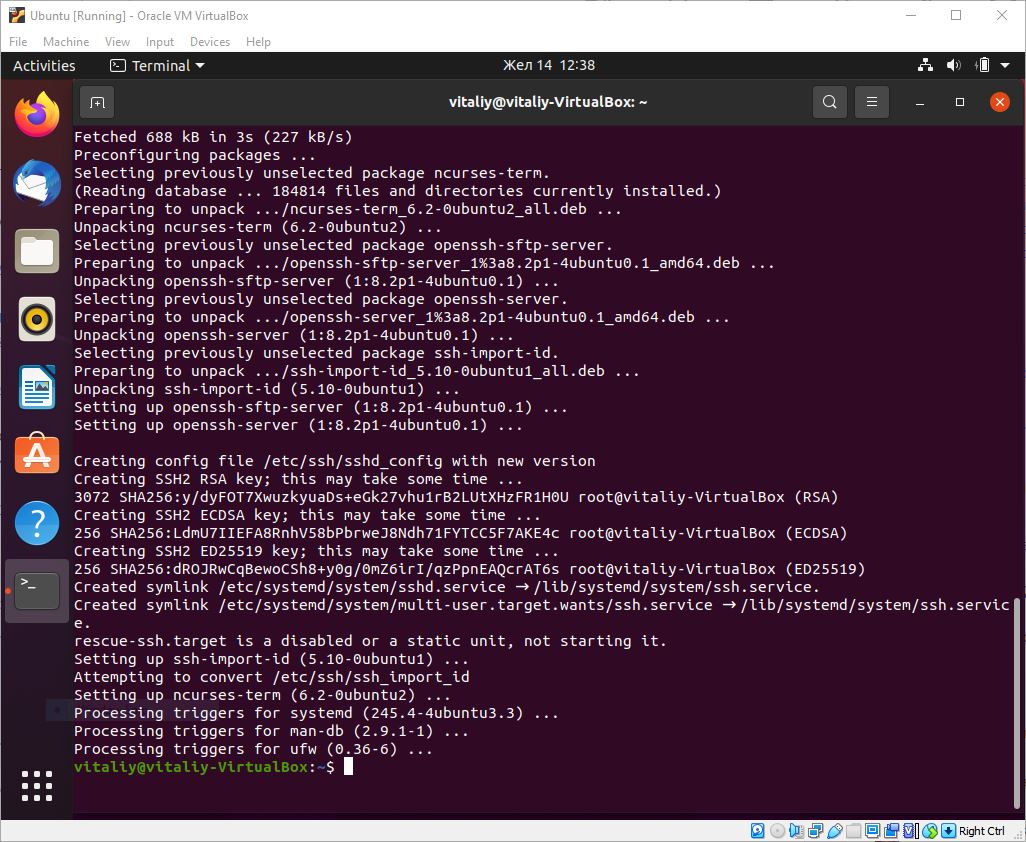 Ubuntu [Running] - Oracle VM VirtualBox
File Machine View Input Devices Help
Activities Terminal Жел 14 12:38
vitaliy@vitaliy-VirtualBox: ~
Fetched 688 kB in 3s (227 kB/s)
Preconfiguring packages ...
Selecting previously unselected package ncurses-term.
(Reading database ... 184814 files and directories currently installed.)
Preparing to unpack .../ncurses-term_6.2-0ubuntu2_all.deb ...
Unpacking ncurses-term (6.2-0ubuntu2) ...
Selecting previously unselected package openssh-sftp-server.
Preparing to unpack .../openssh-sftp-server_1%3a8.2p1-4ubuntu0.1_amd64.deb ...
Unpacking openssh-sftp-server (1:8.2p1-4ubuntu0.1) ...
Selecting previously unselected package openssh-server.
Preparing to unpack .../openssh-server_1%3a8.2p1-4ubuntu0.1_amd64.deb ...
Unpacking openssh-server (1:8.2p1-4ubuntu0.1) ...
Selecting previously unselected package ssh-import-id.
Preparing to unpack .../ssh-import-id_5.10-0ubuntu1_all.deb ...
Unpacking ssh-import-id (5.10-0ubuntu1) ...
Setting up openssh-sftp-server (1:8.2p1-4ubuntu0.1) ...
Setting up openssh-server (1:8.2p1-4ubuntu0.1) ...
Creating config file /etc/ssh/sshd_config with new version
Creating SSH2 RSA key; this may take some time ...
3072 SHA256:y/dyFOT7XwuzkyuaDs+eGk27vhu1rB2LUtXHzFR1H0U root@vitaliy-VirtualBox (RSA)
Creating SSH2 ECDSA key; this may take some time ...
256 SHA256:LdmU7IIEFA8RnhV58bPbrweJ8Ndh71FYTCC5F7AKE4c root@vitaliy-VirtualBox (ECDSA)
Creating SSH2 ED25519 key; this may take some time ...
256 SHA256:dROJRwCqBewoCSh8+y0g/0mZ6irI/qzPpnEAQcrAT6s root@vitaliy-VirtualBox (ED25519)
Created symlink /etc/systemd/system/sshd.service → /lib/systemd/system/ssh.service.
Created symlink /etc/systemd/system/multi-user.target.wants/ssh.service → /lib/systemd/system/ssh.servic
e.
rescue-ssh.target is a disabled or a static unit, not starting it.
Setting up ssh-import-id (5.10-0ubuntu1) ...
Attempting to convert /etc/ssh/ssh_import_id
Setting up ncurses-term (6.2-0ubuntu2) ...
Processing triggers for systemd (245.4-4ubuntu3.3) ...
Processing triggers for man-db (2.9.1-1) ...
Processing triggers for ufw (0.36-6) ...
vitaliy@vitaliy-VirtualBox:~$
Right Ctrl